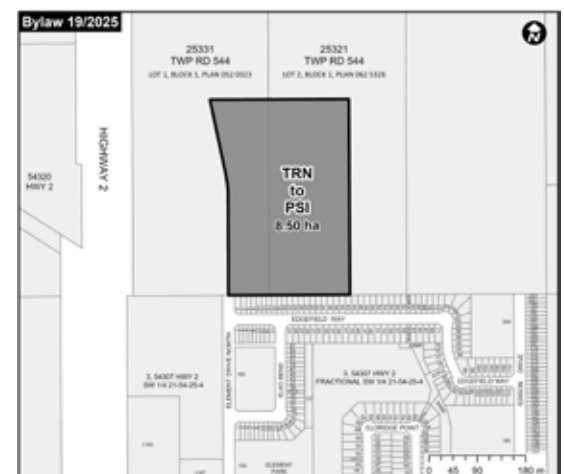 Bylaw 19/2025
N
25331
TWP RD 544
LOT 1, BLOCK 1, PLAN 052 0023
25321
TWP RD 544
LOT 2, BLOCK 1, PLAN 062 5326
HIGHWAY 2
54320
HWY 2
TRN
to
PSI
8.50 ha
EDGEFIELD WAY
ELEMENT DRIVE NORTH
3, 54307 HWY 2
SW 1/4 21-54-25-4
3, 54307 HWY 2
FRACTIONAL SW 1/4 21-54-25-4
EDGEFIELD WAY
ELDRIDGE POINT
ELEMENT
PARK
0 45 90 180 m